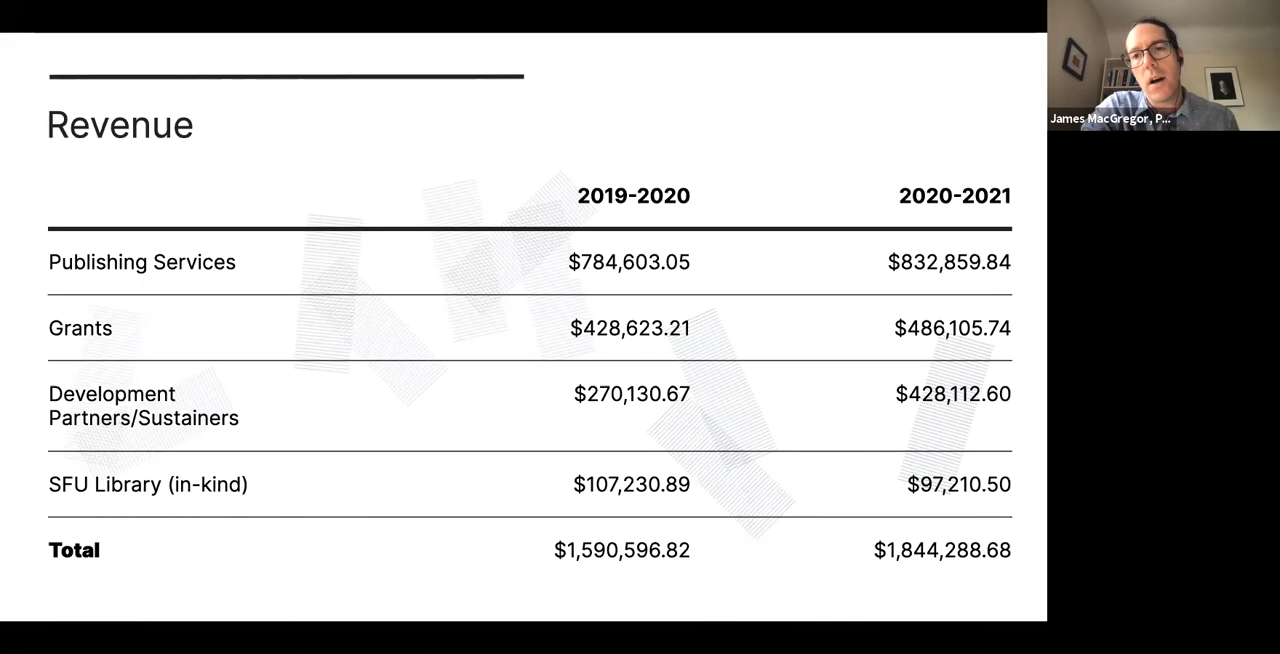 Revenue
2019-2020 2020-2021
Publishing Services $784,603.05 $832,859.84
Grants $428,623.21 $486,105.74
Development $270,130.67 $428,112.60
Partners/Sustainers
SFU Library (in-kind) $107,230.89 $97,210.50
Total $1,590,596.82 $1,844,288.68
James MacGregor, P...